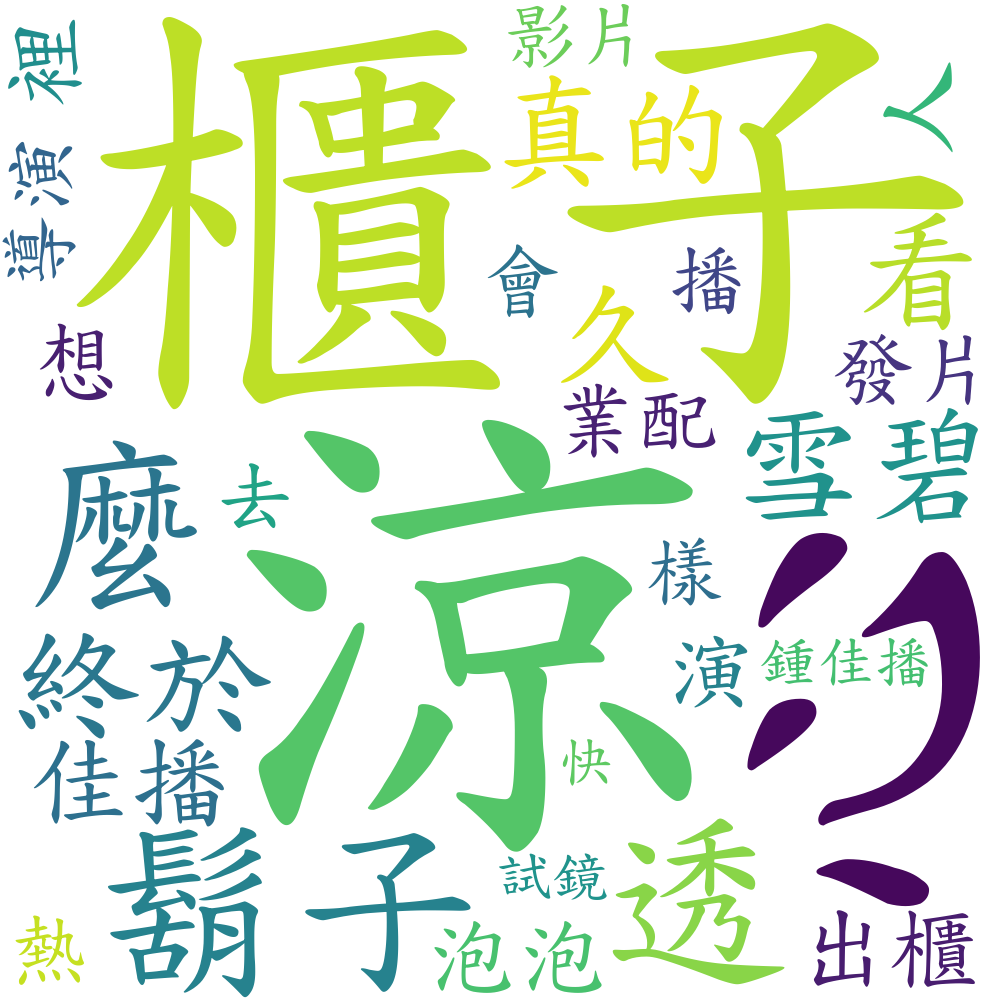 櫃子
影片
裡
真的
人
導演
看
會
播
久
想
發片
業配
雪碧
涼
麼
去
心
樣
終於
演
鍾佳播
佳播
快
鬍子
透
試鏡
熱
泡泡
出櫃